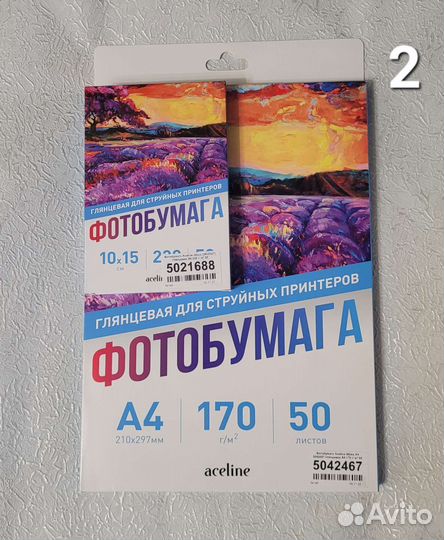 2
ГЛЯНЦЕВАЯ ДЛЯ СТРУЙНЫХ ПРИНТЕРОВ
ФОТОБУМАГА
10x15
см
aceline
5021688
ГЛЯНЦЕВАЯ ДЛЯ СТРУЙНЫХ ПРИНТЕРОВ
ФОТОБУМАГА
A4 170 50
210x297мм г/м² листов
aceline
5042467
Avito